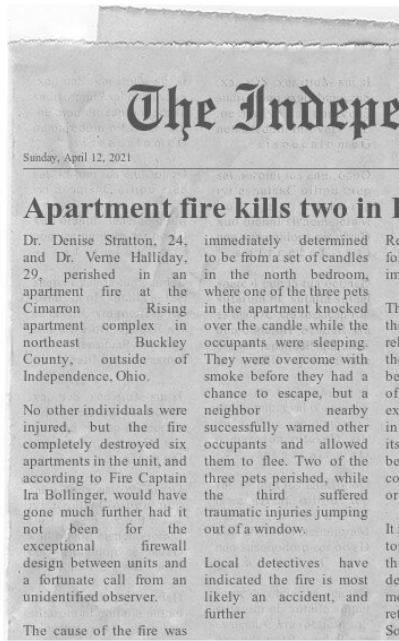 The Indepe
Sunday, April 12, 2021
Apartment fire kills two in
Dr. Denise Stratton, 24,
and Dr. Verne Halliday,
29, perished in an
apartment fire at the
Cimarron Rising
apartment complex in
northeast Buckley
County, outside of
Independence, Ohio.
No other individuals were
injured, but the fire
completely destroyed six
apartments in the unit, and
according to Fire Captain
Ira Bollinger, would have
gone much further had it
not been for the
exceptional firewall
design between units and
a fortunate call from an
unidentified observer.
The cause of the fire was
immediately determined
to be from a set of candles
in the north bedroom,
where one of the three pets
in the apartment knocked
over the candle while the
occupants were sleeping.
They were overcome with
smoke before they had a
chance to escape, but a
neighbor nearby
successfully warned other
occupants and allowed
them to flee. Two of the
three pets perished, while
the third suffered
traumatic injuries jumping
out of a window.
Local detectives have
indicated the fire is most
likely an accident, and
further